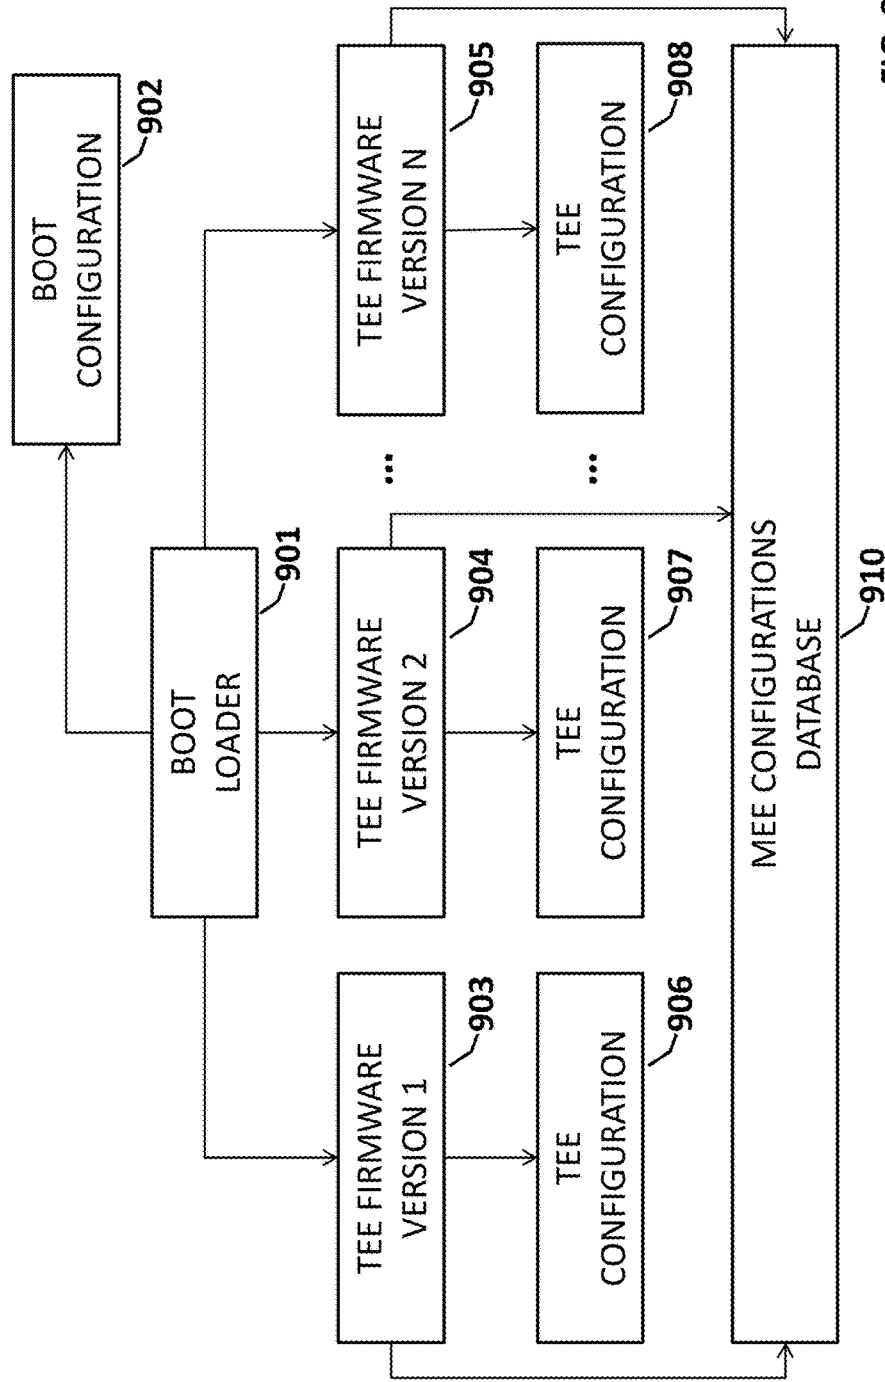 BOOT
CONFIGURATION
902
BOOT
LOADER
901
TEE FIRMWARE
VERSION 1
903
TEE FIRMWARE
VERSION 2
904
...
TEE FIRMWARE
VERSION N
905
TEE
CONFIGURATION
906
TEE
CONFIGURATION
907
...
TEE
CONFIGURATION
908
MEE CONFIGURATIONS
DATABASE
910